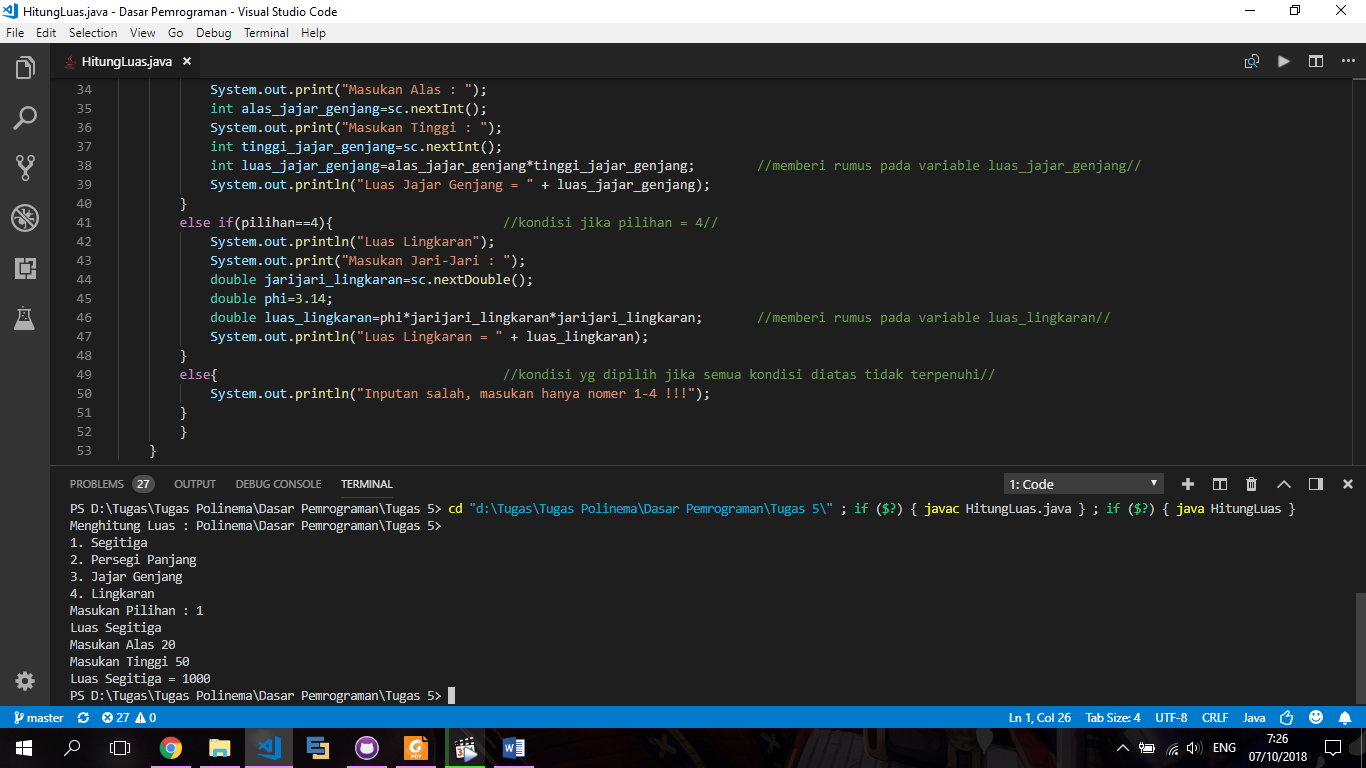 HitungLuas.java - Dasar Pemrograman - Visual Studio Code
File Edit Selection View Go Debug Terminal Help
HitungLuas.java
34 System.out.print("Masukan Alas : ");
35 int alas_jajar_genjang=sc.nextInt();
36 System.out.print("Masukan Tinggi : ");
37 int tinggi_jajar_genjang=sc.nextInt();
38 int luas_jajar_genjang=alas_jajar_genjang*tinggi_jajar_genjang; //memberi rumus pada variable luas_jajar_genjang//
39 System.out.println("Luas Jajar Genjang = " + luas_jajar_genjang);
40 }
41 else if(pilihan==4){ //kondisi jika pilihan = 4//
42 System.out.println("Luas Lingkaran");
43 System.out.print("Masukan Jari-Jari : ");
44 double jarijari_lingkaran=sc.nextDouble();
45 double phi=3.14;
46 double luas_lingkaran=phi*jarijari_lingkaran*jarijari_lingkaran; //memberi rumus pada variable luas_lingkaran//
47 System.out.println("Luas Lingkaran = " + luas_lingkaran);
48 }
49 else{ //kondisi yg dipilih jika semua kondisi diatas tidak terpenuhi//
50 System.out.println("Inputan salah, masukan hanya nomer 1-4 !!!");
51 }
52 }
53 }
PROBLEMS 27 OUTPUT DEBUG CONSOLE TERMINAL 1: Code
PS D:\Tugas\Tugas Polinema\Dasar Pemrograman\Tugas 5> cd "d:\Tugas\Tugas Polinema\Dasar Pemrograman\Tugas 5\" ; if ($?) { javac HitungLuas.java } ; if ($?) { java HitungLuas }
Menghitung Luas : Polinema\Dasar Pemrograman\Tugas 5>
1. Segitiga
2. Persegi Panjang
3. Jajar Genjang
4. Lingkaran
Masukan Pilihan : 1
Luas Segitiga
Masukan Alas 20
Masukan Tinggi 50
Luas Segitiga = 1000
PS D:\Tugas\Tugas Polinema\Dasar Pemrograman\Tugas 5>
master 27 0 Ln 1, Col 26 Tab Size: 4 UTF-8 CRLF Java
ENG 7:26
07/10/2018